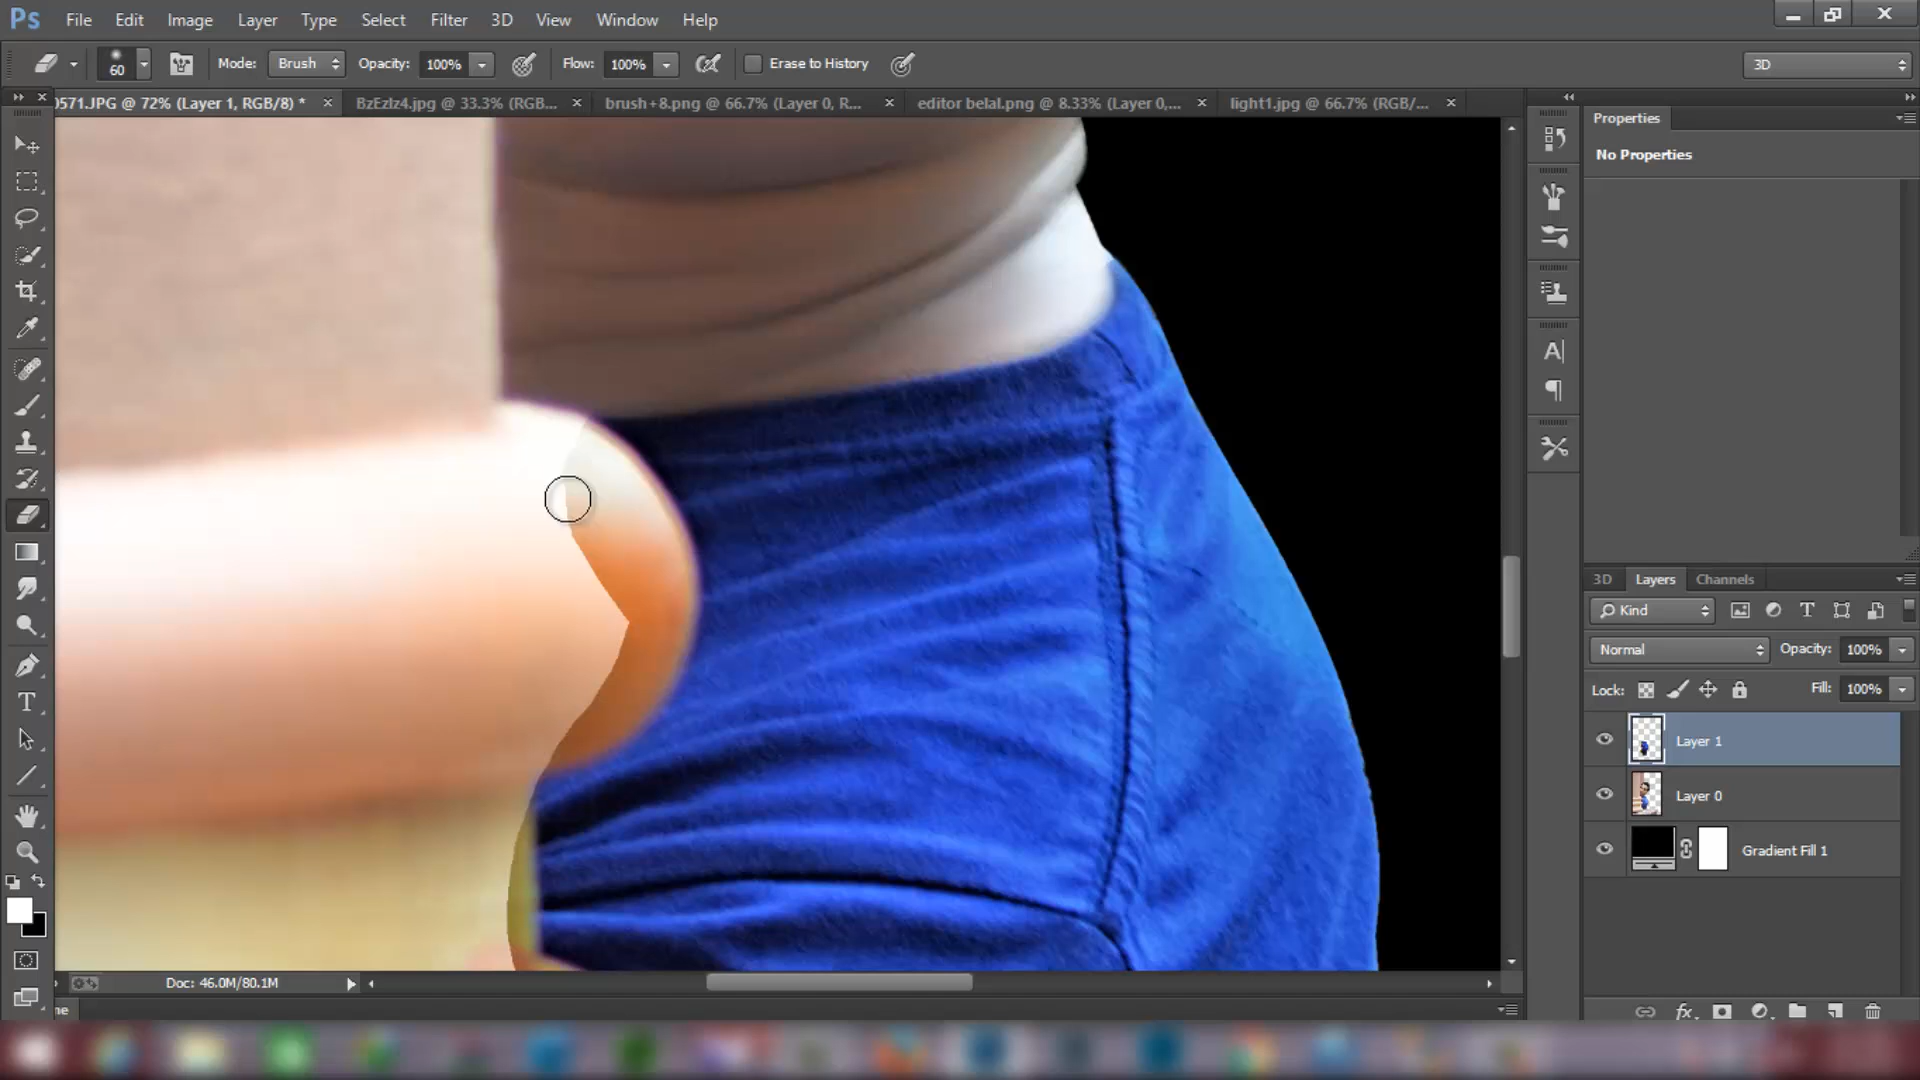 Ps File Edit Image Layer Type Select Filter 3D View Window Help
60 Mode: Brush Opacity: 100% Flow: 100% Erase to History 3D
0571.JPG @ 72% (Layer 1, RGB/8) * BzEzlz4.jpg @ 33.3% (RGB... brush+8.png @ 66.7% (Layer 0, R... editor belal.png @ 8.33% (Layer 0,... light1.jpg @ 66.7% (RGB/...
Properties
No Properties
3D Layers Channels
Kind
Normal Opacity: 100%
Lock: Fill: 100%
Layer 1
Layer 0
Gradient Fill 1
Doc: 46.0M/80.1M
ne
fx